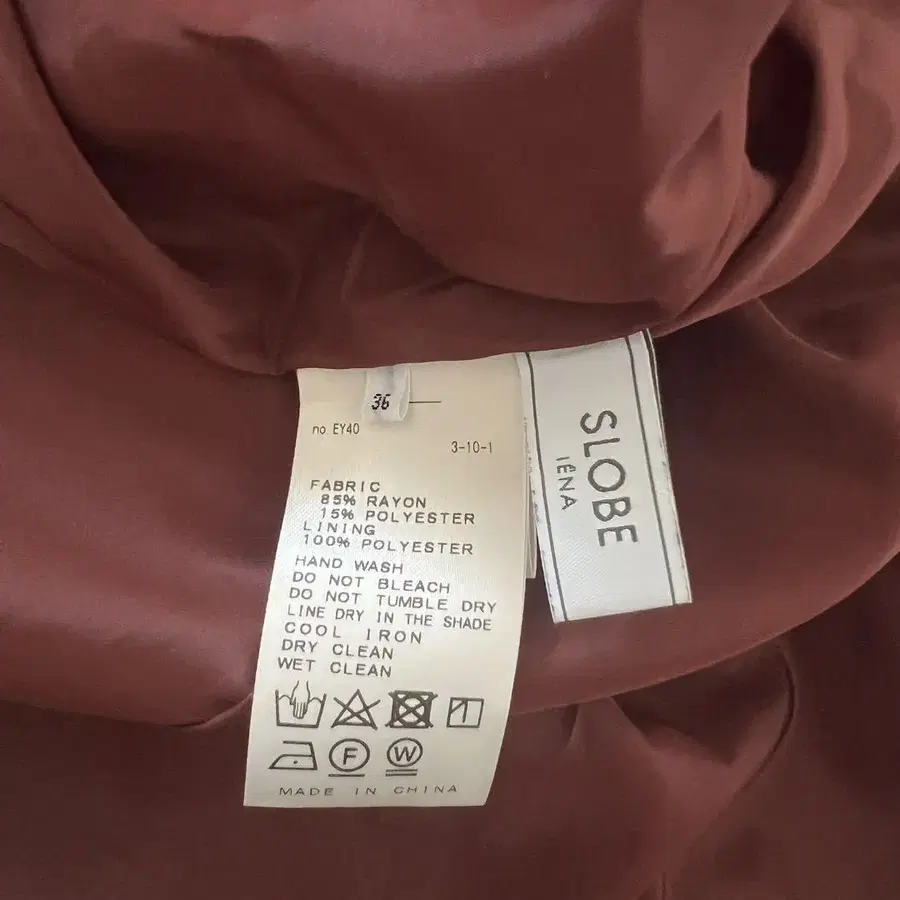 36
no. EY40
3-10-1
FABRIC
85% RAYON
15% POLYESTER
LINING
100% POLYESTER
HAND WASH
DO NOT BLEACH
DO NOT TUMBLE DRY
LINE DRY IN THE SHADE
COOL IRON
DRY CLEAN
WET CLEAN
F
W
MADE IN CHINA
SLOBE
IÉNA